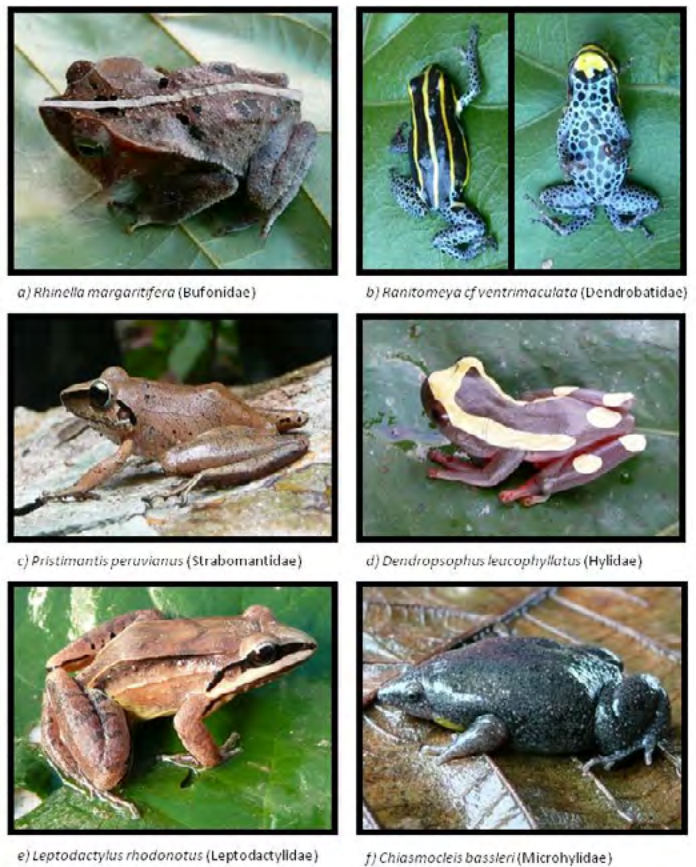 a) Rhinella margaritifera (Bufonidae)
b) Ranitomeya cf ventrimaculata (Dendrobatidae)
c) Pristimantis peruvianus (Strabomantidae)
d) Dendropsophus leucophyllatus (Hylidae)
e) Leptodactylus rhodonotus (Leptodactylidae)
f) Chiasmocleis bassleri (Microhylidae)